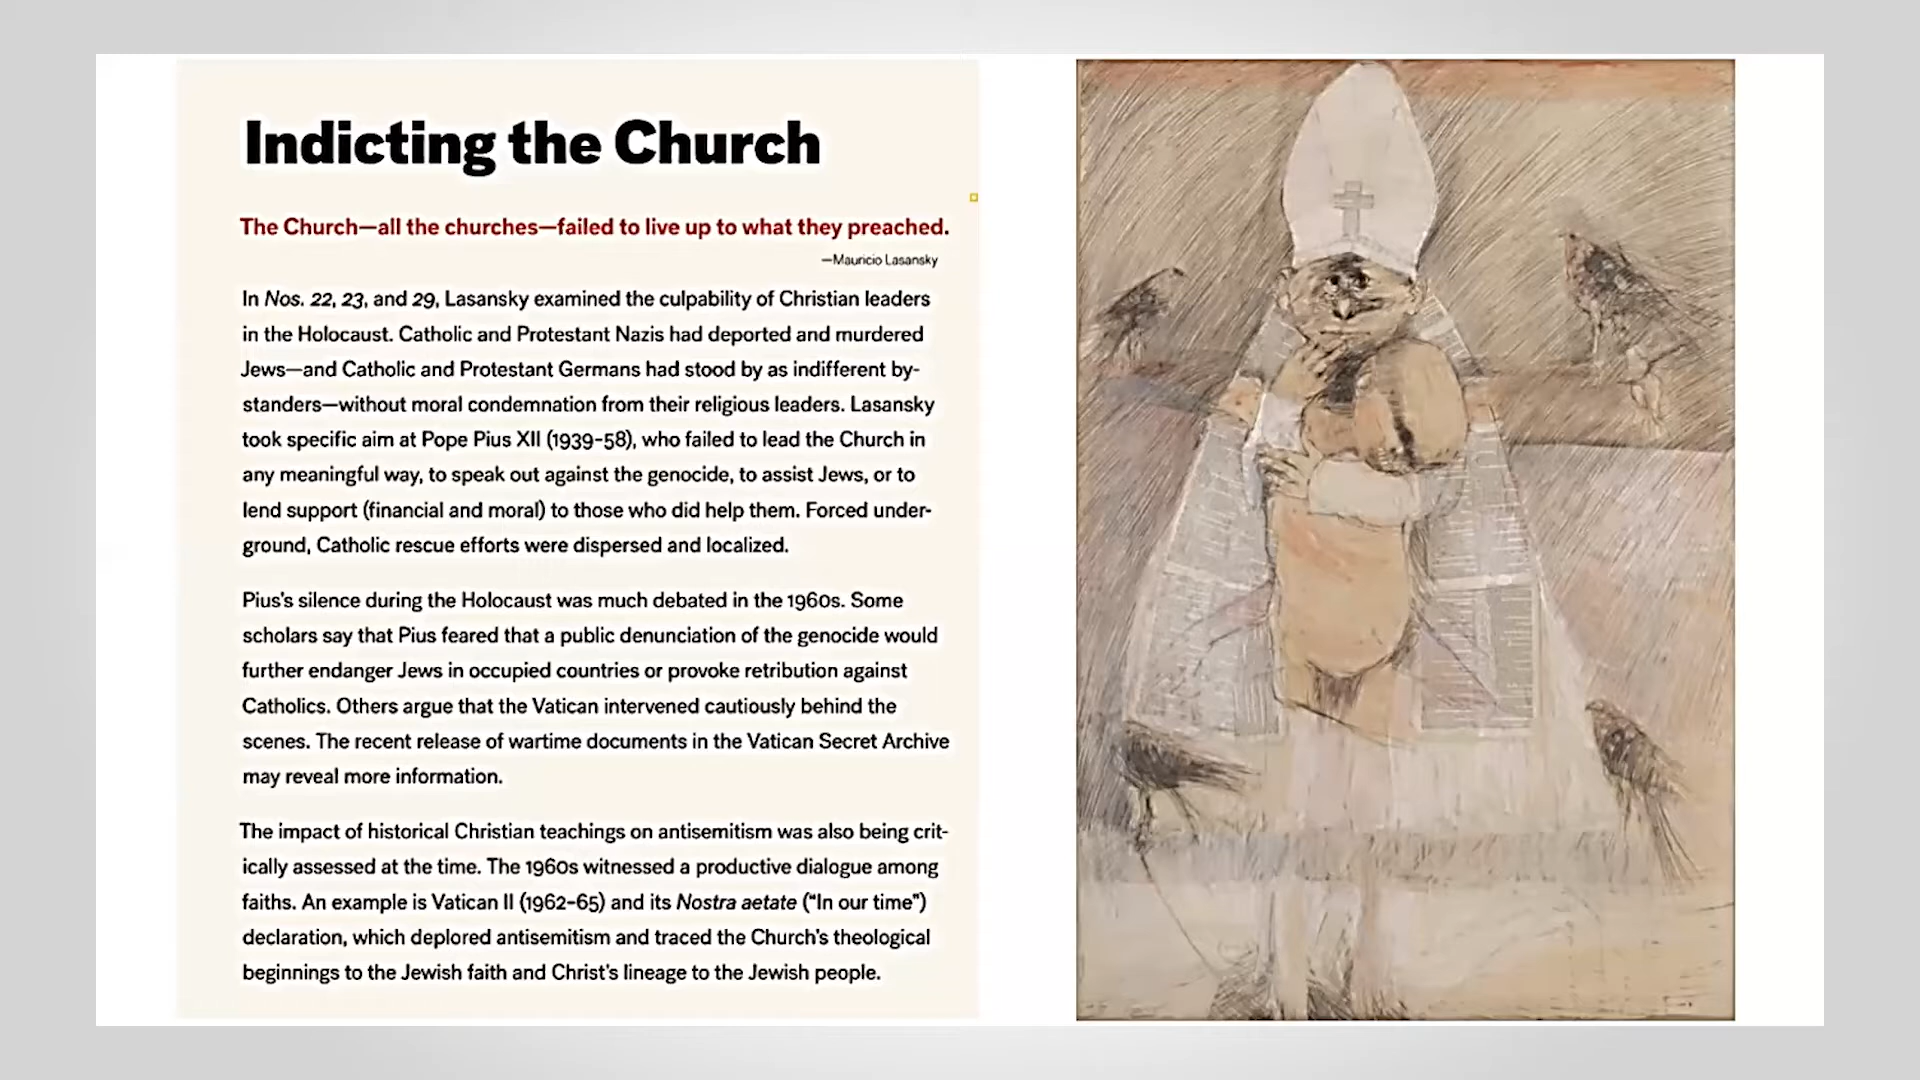 Indicting the Church
The Church—all the churches—failed to live up to what they preached.
—Mauricio Lasansky
In Nos. 22, 23, and 29, Lasansky examined the culpability of Christian leaders
in the Holocaust. Catholic and Protestant Nazis had deported and murdered
Jews—and Catholic and Protestant Germans had stood by as indifferent by-
standers—without moral condemnation from their religious leaders. Lasansky
took specific aim at Pope Pius XII (1939–58), who failed to lead the Church in
any meaningful way, to speak out against the genocide, to assist Jews, or to
lend support (financial and moral) to those who did help them. Forced under-
ground, Catholic rescue efforts were dispersed and localized.
Pius's silence during the Holocaust was much debated in the 1960s. Some
scholars say that Pius feared that a public denunciation of the genocide would
further endanger Jews in occupied countries or provoke retribution against
Catholics. Others argue that the Vatican intervened cautiously behind the
scenes. The recent release of wartime documents in the Vatican Secret Archive
may reveal more information.
The impact of historical Christian teachings on antisemitism was also being crit-
ically assessed at the time. The 1960s witnessed a productive dialogue among
faiths. An example is Vatican II (1962–65) and its Nostra aetate (“In our time”)
declaration, which deplored antisemitism and traced the Church's theological
beginnings to the Jewish faith and Christ's lineage to the Jewish people.